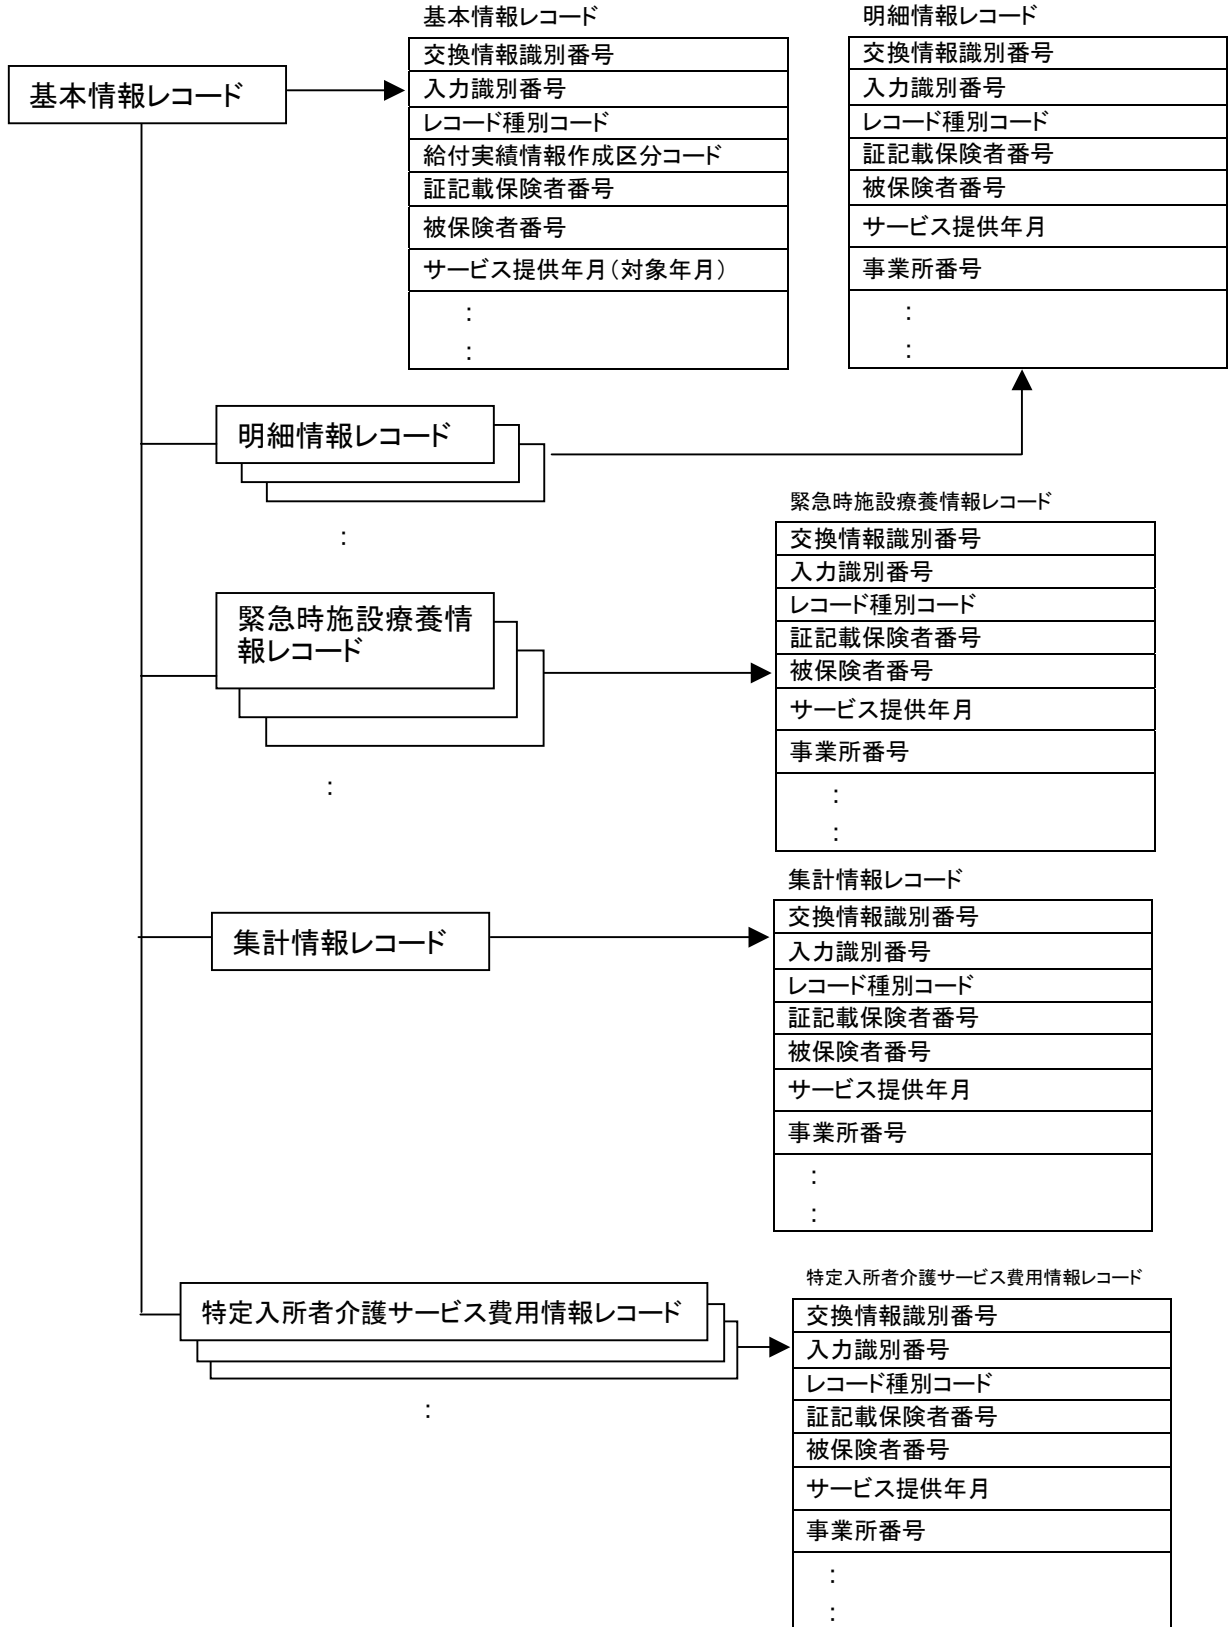 基本情報レコード
基本情報レコード
交換情報識別番号
入力識別番号
レコード種別コード
給付実績情報作成区分コード
証記載保険者番号
被保険者番号
サービス提供年月(対象年月)
:
:
明細情報レコード
交換情報識別番号
入力識別番号
レコード種別コード
証記載保険者番号
被保険者番号
サービス提供年月
事業所番号
:
:
明細情報レコード
:
緊急時施設療養情
報レコード
:
緊急時施設療養情報レコード
交換情報識別番号
入力識別番号
レコード種別コード
証記載保険者番号
被保険者番号
サービス提供年月
事業所番号
:
:
集計情報レコード
集計情報レコード
交換情報識別番号
入力識別番号
レコード種別コード
証記載保険者番号
被保険者番号
サービス提供年月
事業所番号
:
:
特定入所者介護サービス費用情報レコード
:
特定入所者介護サービス費用情報レコード
交換情報識別番号
入力識別番号
レコード種別コード
証記載保険者番号
被保険者番号
サービス提供年月
事業所番号
:
: